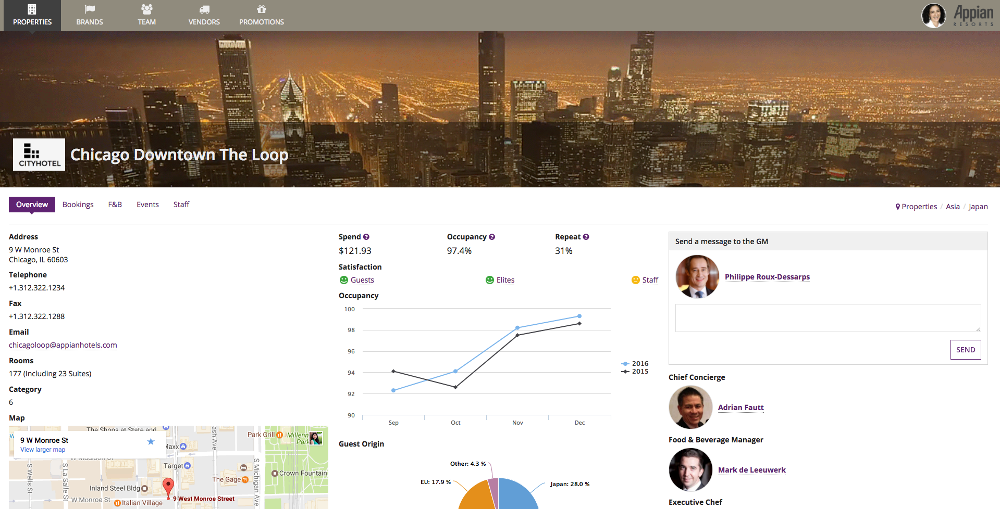 PROPERTIES
BRANDS
TEAM
VENDORS
PROMOTIONS
Appian
RESORTS
CITYHOTEL
Chicago Downtown The Loop
Overview
Bookings
F&B
Events
Staff
Properties / Asia / Japan
Address
9 W Monroe St
Chicago, IL 60603
Telephone
+1.312.322.1234
Fax
+1.312.322.1288
Email
chicagoloop@appianhotels.com
Rooms
177 (Including 23 Suites)
Category
6
Map
The Shops at State and
9 W Monroe St
View larger map
Maxx
ash Ave
Park Grill
Millenn
Park
W Madison St
Target
S Wells St
S La Salle St
The Gage
S Michigan Ave
Crown Fountain
Inland Steel Bldg
W Monroe St
9 West Monroe Street
Italian Village
Spend
$121.93
Occupancy
97.4%
Repeat
31%
Satisfaction
Guests
Elites
Staff
Occupancy
100
98
96
94
92
90
Sep
Oct
Nov
Dec
2016
2015
Guest Origin
Other: 4.3 %
EU: 17.9 %
Japan: 28.0 %
Send a message to the GM
Philippe Roux-Dessarps
SEND
Chief Concierge
Adrian Fautt
Food & Beverage Manager
Mark de Leeuwerk
Executive Chef